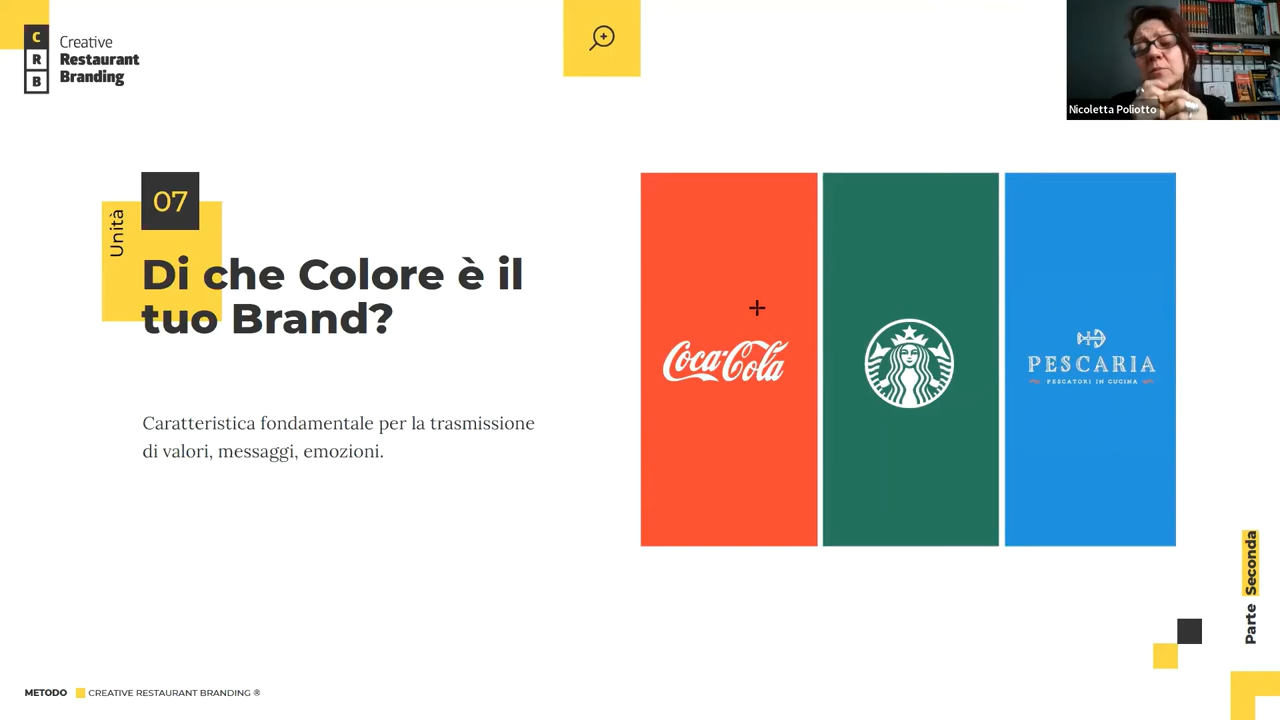 C
R
B
Creative
Restaurant
Branding
Nicoletta Poliotto
07
Unità
Di che Colore è il
tuo Brand?
Caratteristica fondamentale per la trasmissione
di valori, messaggi, emozioni.
Coca-Cola
PESCARIA
PESCATORI IN CUCINA
Parte Seconda
METODO CREATIVE RESTAURANT BRANDING ®